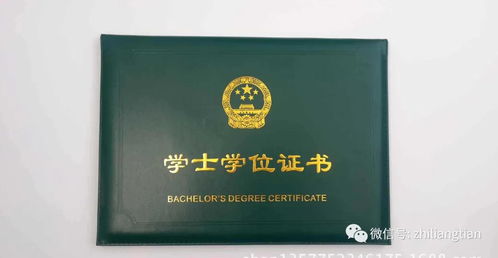 学士学位证书
BACHELOR'S DEGREE CERTIFICATE
微信号: zhiliangtian